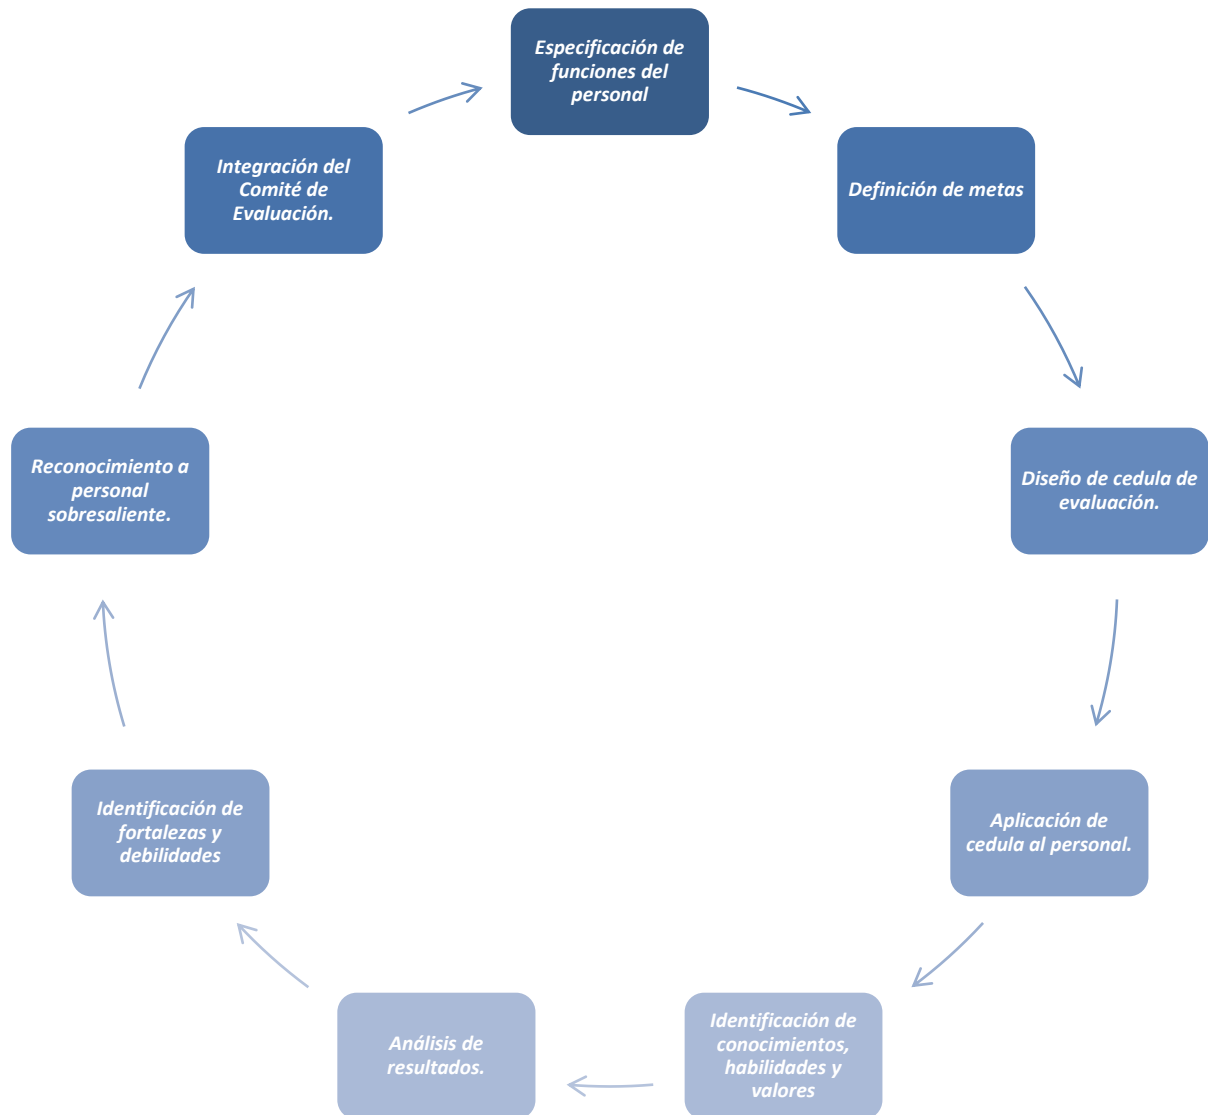 Especificación de
funciones del
personal
Definición de metas
Diseño de cedula de
evaluación.
Aplicación de
cedula al personal.
Identificación de
conocimientos,
habilidades y
valores
Análisis de
resultados.
Identificación de
fortalezas y
debilidades
Reconocimiento a
personal
sobresaliente.
Integración del
Comité de
Evaluación.